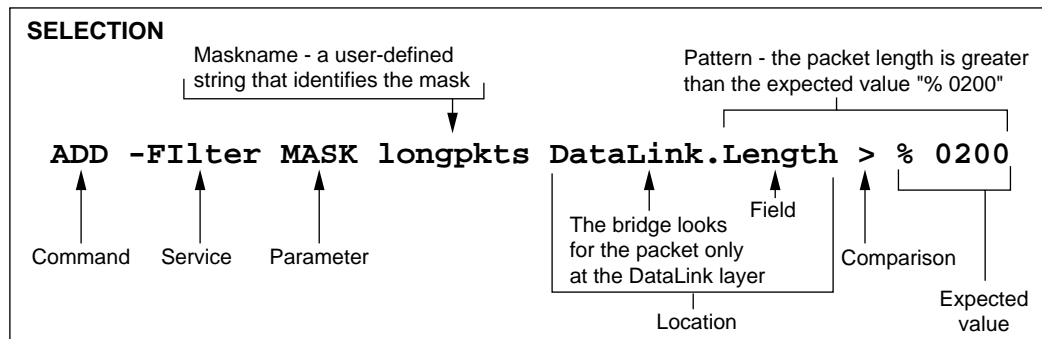 SELECTION
Maskname - a user-defined
string that identifies the mask
Pattern - the packet length is greater
than the expected value "% 0200"
ADD -FIlter MASK longpkts DataLink.Length > % 0200
Command
Service
Parameter
The bridge looks
for the packet only
at the DataLink layer
Field
Comparison
Location
Expected
value